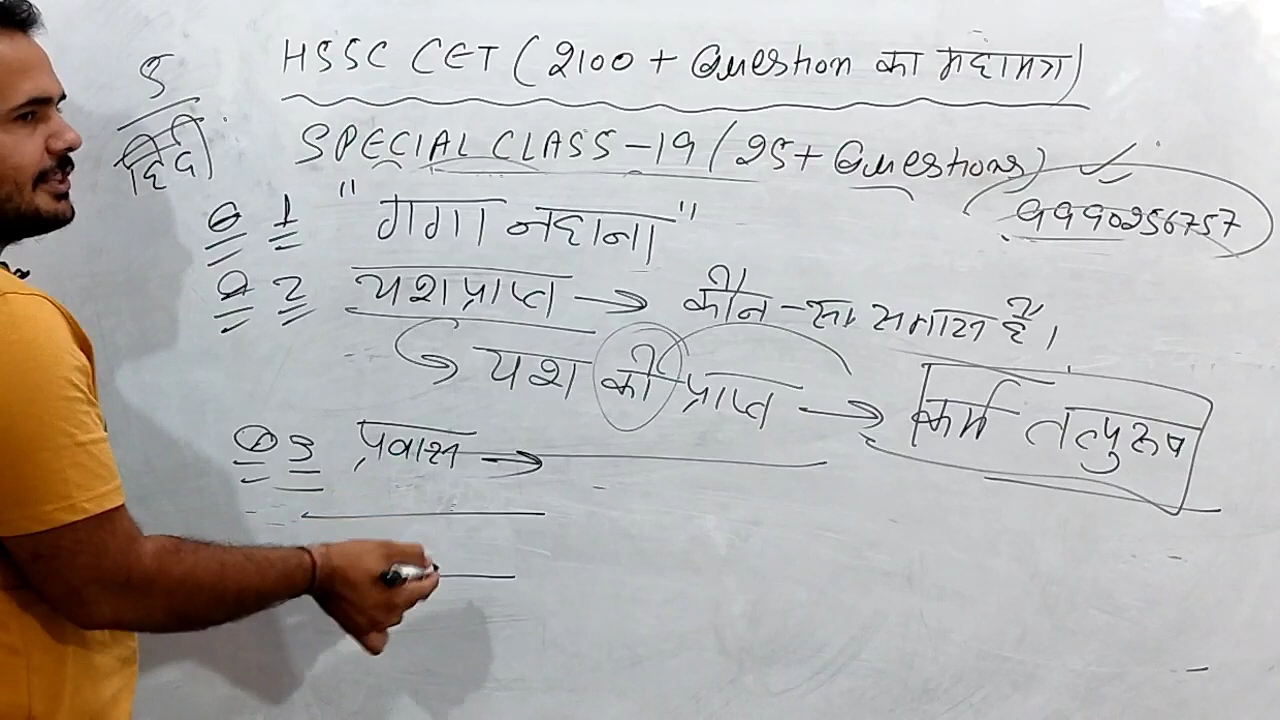 5
हिंदी
HSSC CET (2100 + Question का महामंत्र)
SPECIAL CLASS-19 (25+ Questions)
9990256757
Q 1 "गंगा नहाना"
Q 2 यशप्राप्त → कौन-सा समास है।
यश को प्राप्त → कर्म तत्पुरुष
Q 3 प्रवास →